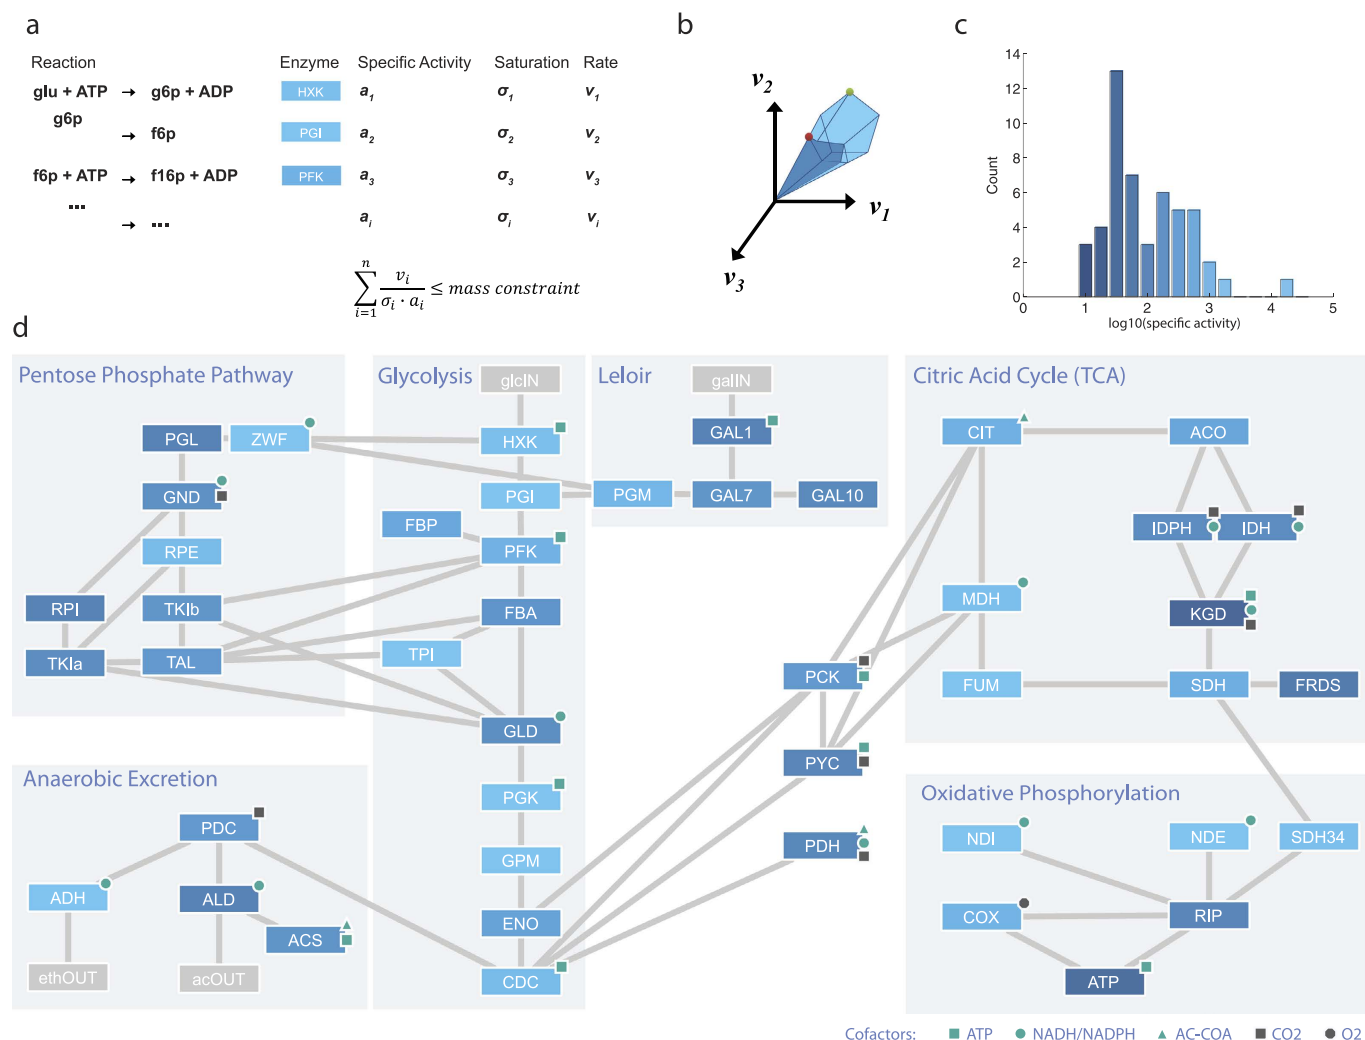 a
Reaction Enzyme Specific Activity Saturation Rate
glu + ATP → g6p + ADP HXK a1 σ1 v1
g6p
→ f6p PGI a2 σ2 v2
f6p + ATP → f16p + ADP PFK a3 σ3 v3
...
→ ... ai σi vi
n
∑ vi / (σi · ai) ≤ mass constraint
i=1
b
v2
v1
v3
c
14
12
10
8
6
4
2
0
Count
0 1 2 3 4 5
log10(specific activity)
d
Pentose Phosphate Pathway
PGL ZWF
GND
RPE
RPI TKIb
TKIa TAL
Glycolysis
glcIN
HXK
PGI
FBP
PFK
FBA
TPI
GLD
PGK
GPM
ENO
CDC
Leloir
galIN
GAL1
PGM GAL7 GAL10
PCK
PYC
PDH
Citric Acid Cycle (TCA)
CIT ACO
IDPH IDH
MDH KGD
FUM SDH FRDS
Anaerobic Excretion
PDC
ADH ALD
ACS
ethOUT acOUT
Oxidative Phosphorylation
NDI NDE SDH34
COX RIP
ATP
Cofactors: ATP NADH/NADPH AC-COA CO2 O2